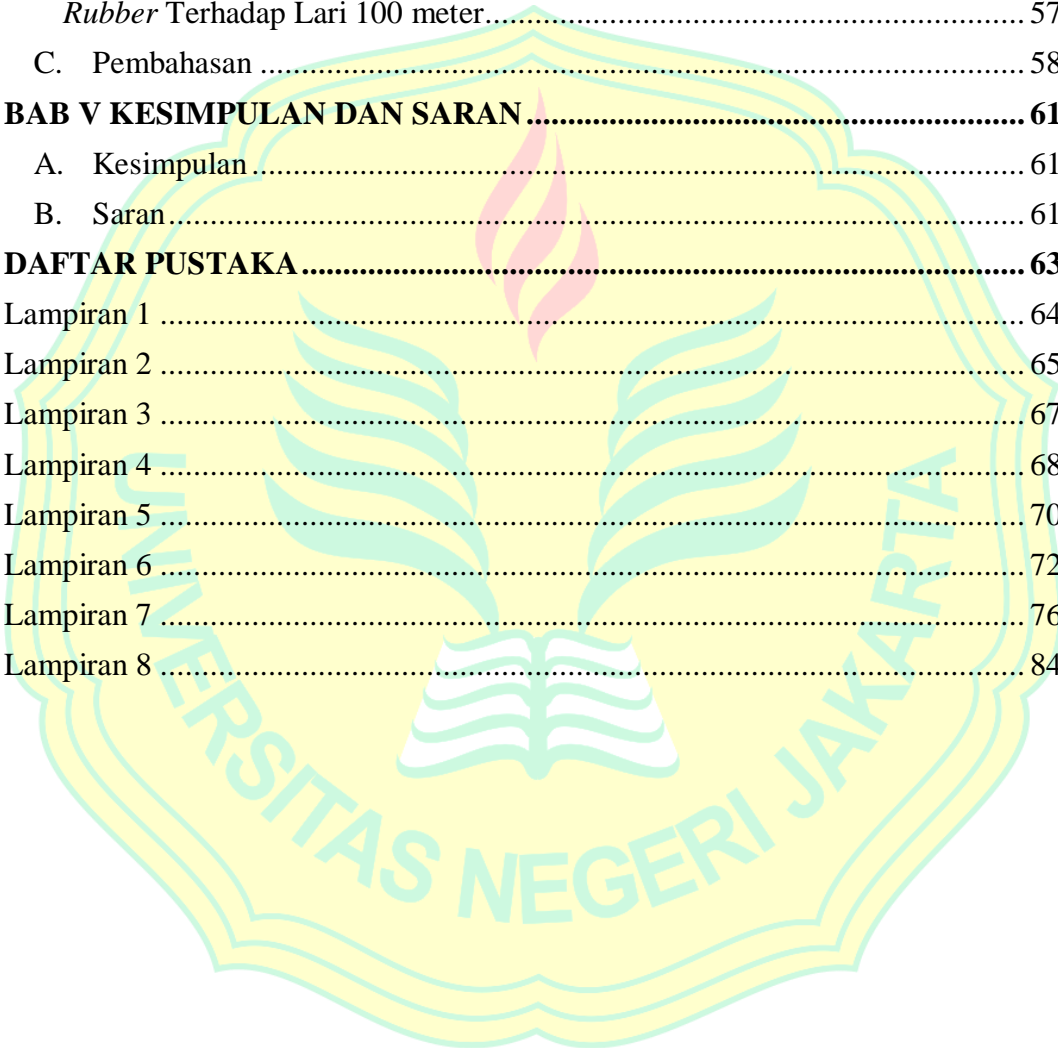 Rubber Terhadap Lari 100 meter.................................................................. 57
C. Pembahasan ............................................................................................. 58
BAB V KESIMPULAN DAN SARAN............................................................. 61
A. Kesimpulan.............................................................................................. 61
B. Saran........................................................................................................ 61
DAFTAR PUSTAKA........................................................................................ 63
Lampiran 1 ......................................................................................................... 64
Lampiran 2 ......................................................................................................... 65
Lampiran 3 ......................................................................................................... 67
Lampiran 4 ......................................................................................................... 68
Lampiran 5 ......................................................................................................... 70
Lampiran 6 ......................................................................................................... 72
Lampiran 7 ......................................................................................................... 76
Lampiran 8 ......................................................................................................... 84
UNIVERSITAS NEGERI JAKARTA